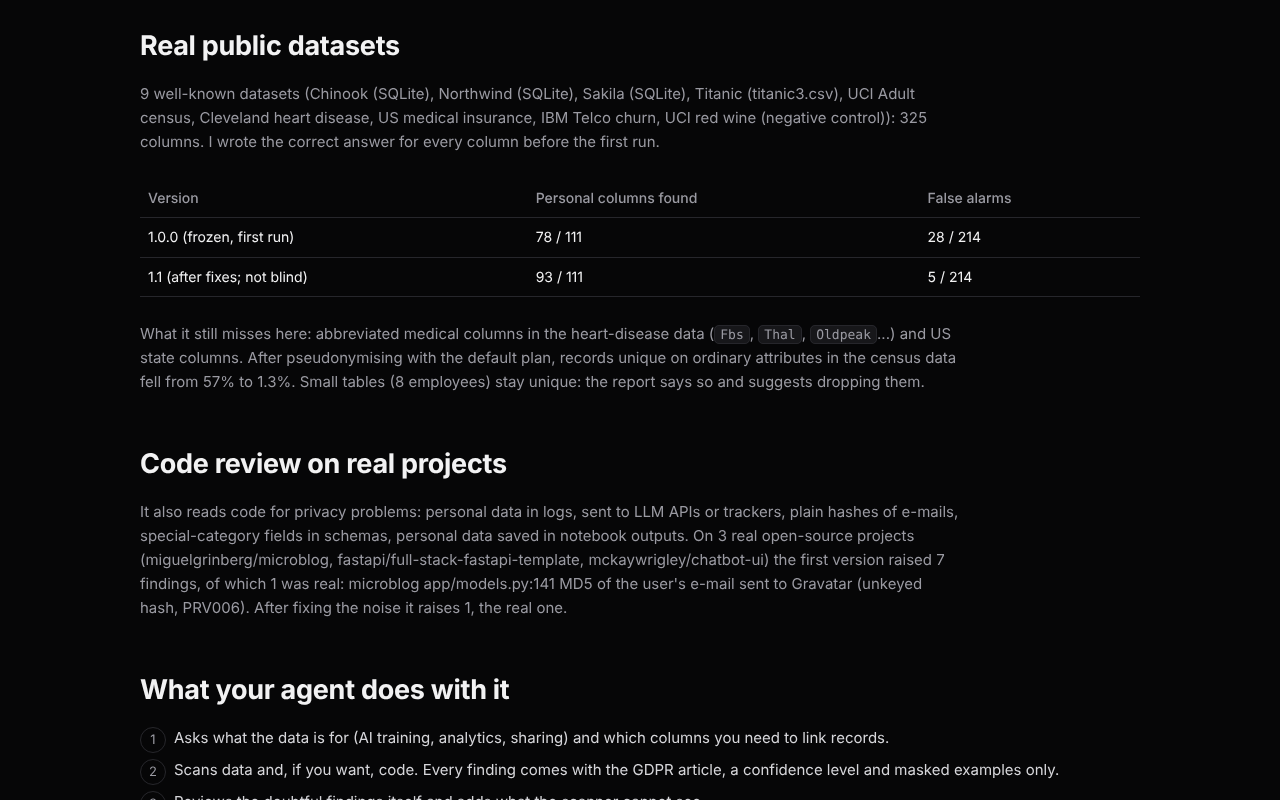 Real public datasets
9 well-known datasets (Chinook (SQLite), Northwind (SQLite), Sakila (SQLite), Titanic (titanic3.csv), UCI Adult
census, Cleveland heart disease, US medical insurance, IBM Telco churn, UCI red wine (negative control)): 325
columns. I wrote the correct answer for every column before the first run.
Version Personal columns found False alarms
1.0.0 (frozen, first run) 78 / 111 28 / 214
1.1 (after fixes; not blind) 93 / 111 5 / 214
What it still misses here: abbreviated medical columns in the heart-disease data (Fbs, Thal, Oldpeak…) and US
state columns. After pseudonymising with the default plan, records unique on ordinary attributes in the census data
fell from 57% to 1.3%. Small tables (8 employees) stay unique: the report says so and suggests dropping them.
Code review on real projects
It also reads code for privacy problems: personal data in logs, sent to LLM APIs or trackers, plain hashes of e-mails,
special-category fields in schemas, personal data saved in notebook outputs. On 3 real open-source projects
(miguelgrinberg/microblog, fastapi/full-stack-fastapi-template, mckaywrigley/chatbot-ui) the first version raised 7
findings, of which 1 was real: microblog app/models.py:141 MD5 of the user's e-mail sent to Gravatar (unkeyed
hash, PRV006). After fixing the noise it raises 1, the real one.
What your agent does with it
1 Asks what the data is for (AI training, analytics, sharing) and which columns you need to link records.
2 Scans data and, if you want, code. Every finding comes with the GDPR article, a confidence level and masked examples only.